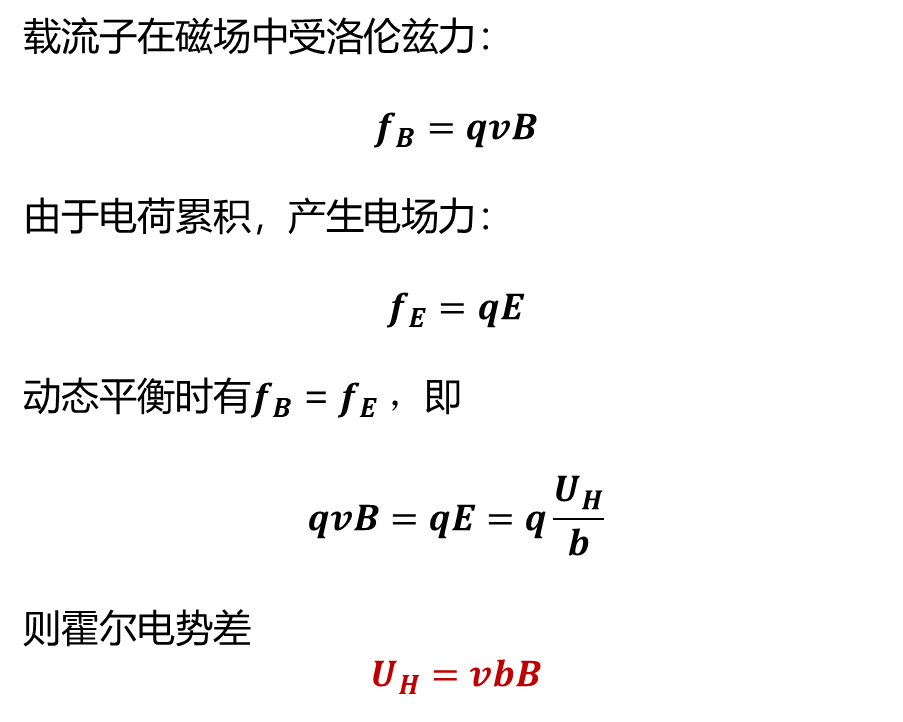 载流子在磁场中受洛伦兹力：
f_B = qvB
由于电荷累积，产生电场力：
f_E = qE
动态平衡时有f_B = f_E ，即
qvB = qE = q \frac{U_H}{b}
则霍尔电势差
U_H = vbB